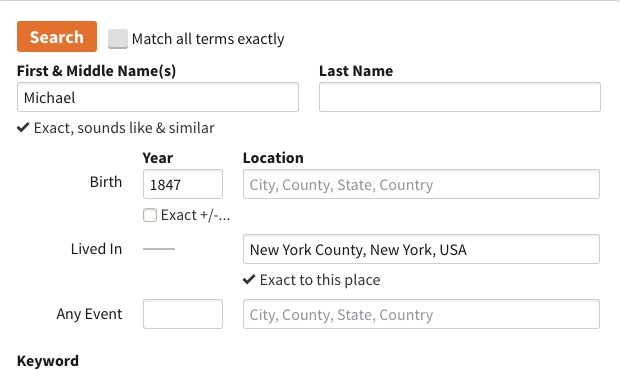 Search Match all terms exactly
First & Middle Name(s) Last Name
Michael
Exact, sounds like & similar
Year Location
Birth 1847 City, County, State, Country
Exact +/-...
Lived In New York County, New York, USA
Exact to this place
Any Event City, County, State, Country
Keyword